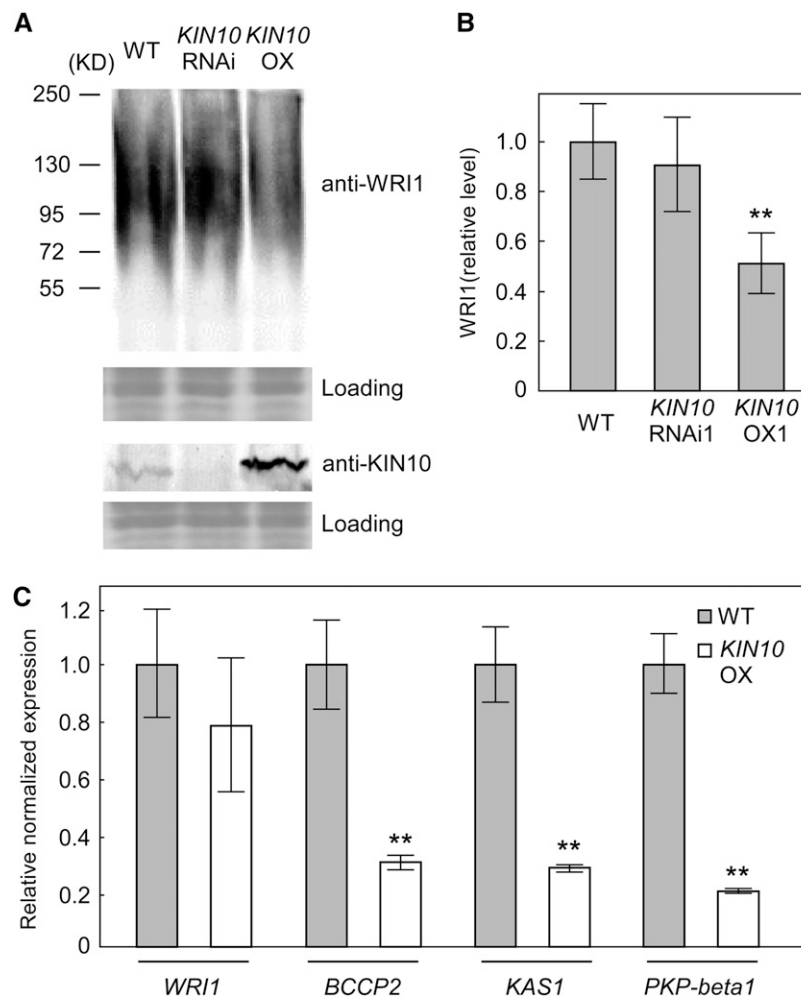 A
(KD)
WT
KIN10 RNAi
KIN10 OX
250
130
95
72
55
anti-WRI1
Loading
anti-KIN10
Loading
B
WRI1(relative level)
1.0
0.8
0.6
0.4
0.2
0
**
WT
KIN10 RNAi1
KIN10 OX1
C
Relative normalized expression
1.2
1.0
0.8
0.4
0.2
0
WT
KIN10
OX
**
**
**
WRI1
BCCP2
KAS1
PKP-beta1